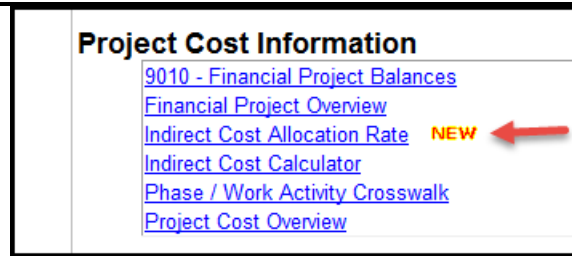 Project Cost Information
9010 - Financial Project Balances
Financial Project Overview
Indirect Cost Allocation Rate NEW
Indirect Cost Calculator
Phase / Work Activity Crosswalk
Project Cost Overview